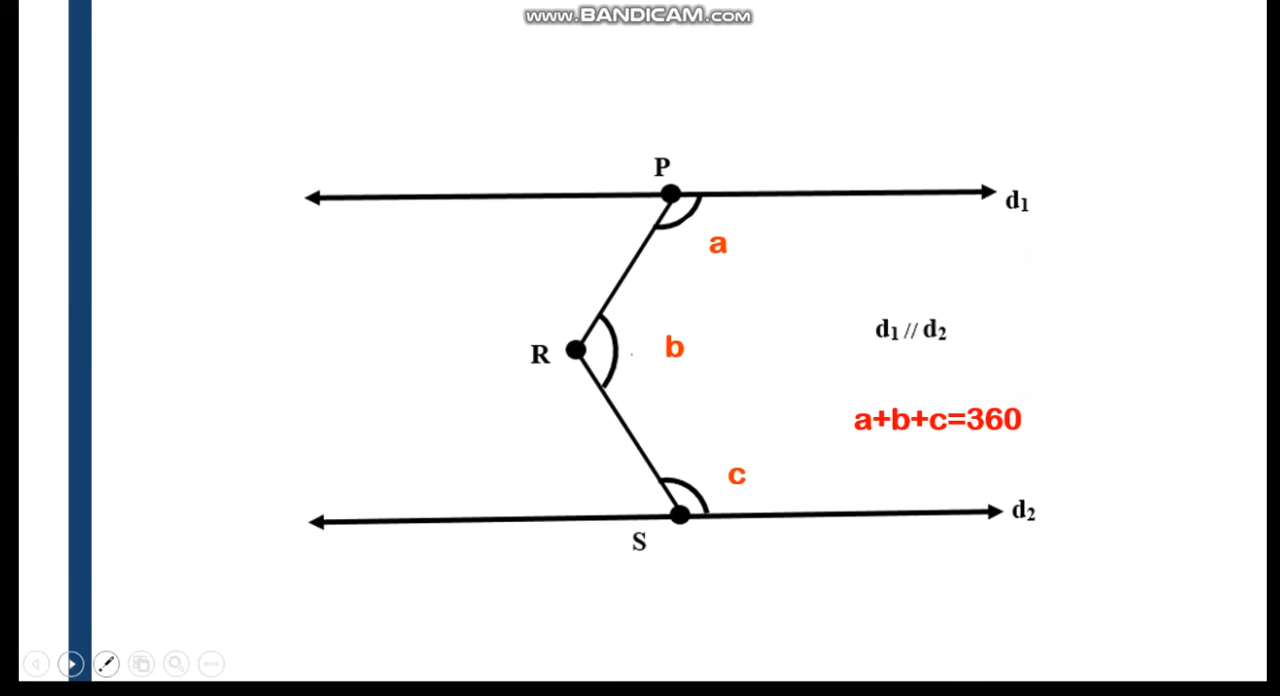 www.BANDICAM.com
P
d₁
a
R
b
d₁ // d₂
a+b+c=360
c
d₂
S